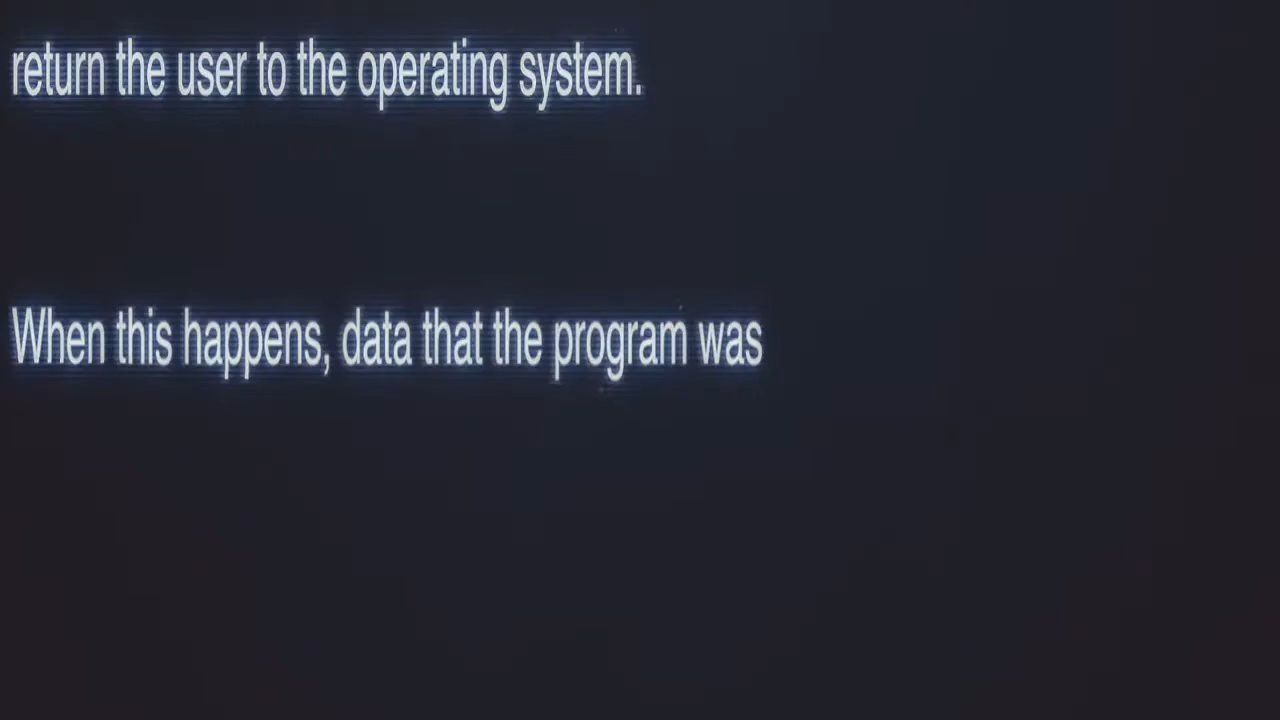 return the user to the operating system.
When this happens, data that the program was